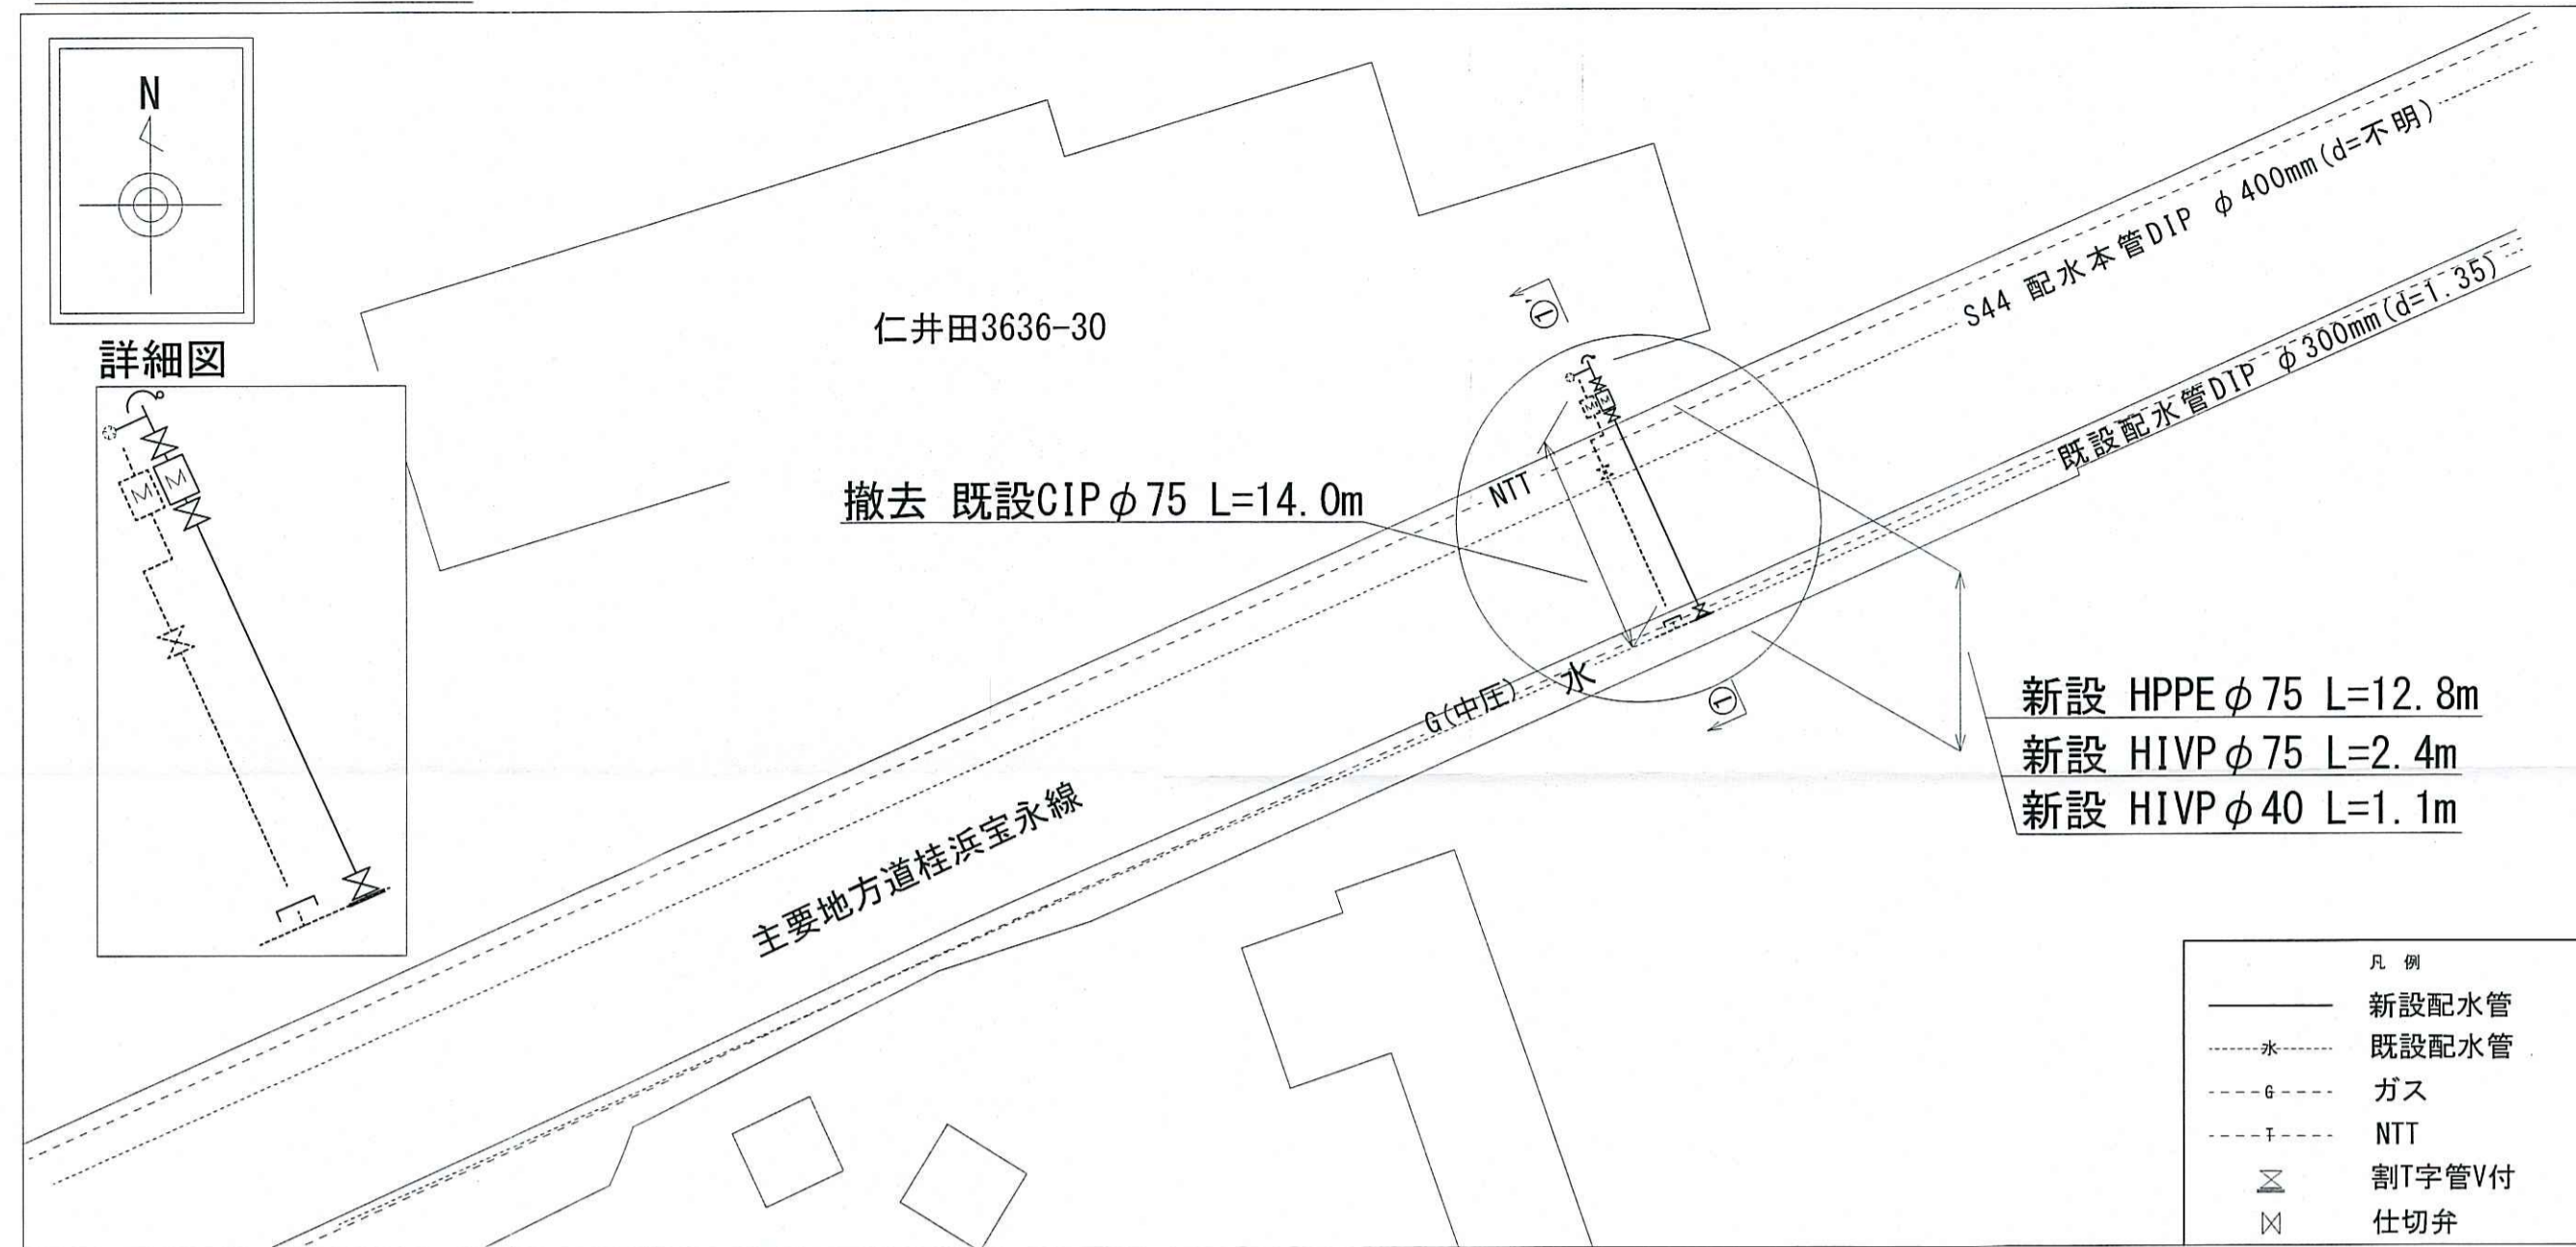 N
詳細図
M
M
仁井田3636-30
①'
M
M
撤去 既設CIPφ75 L=14.0m
NTT
S44 配水本管DIP φ400mm(d=不明)
既設配水管DIP φ300mm(d=1.35)
G(中圧)
水
①
主要地方道桂浜宝永線
新設 HPPEφ75 L=12.8m
新設 HIVPφ75 L=2.4m
新設 HIVPφ40 L=1.1m
凡 例
新設配水管
水 既設配水管
G ガス
T NTT
割T字管V付
仕切弁